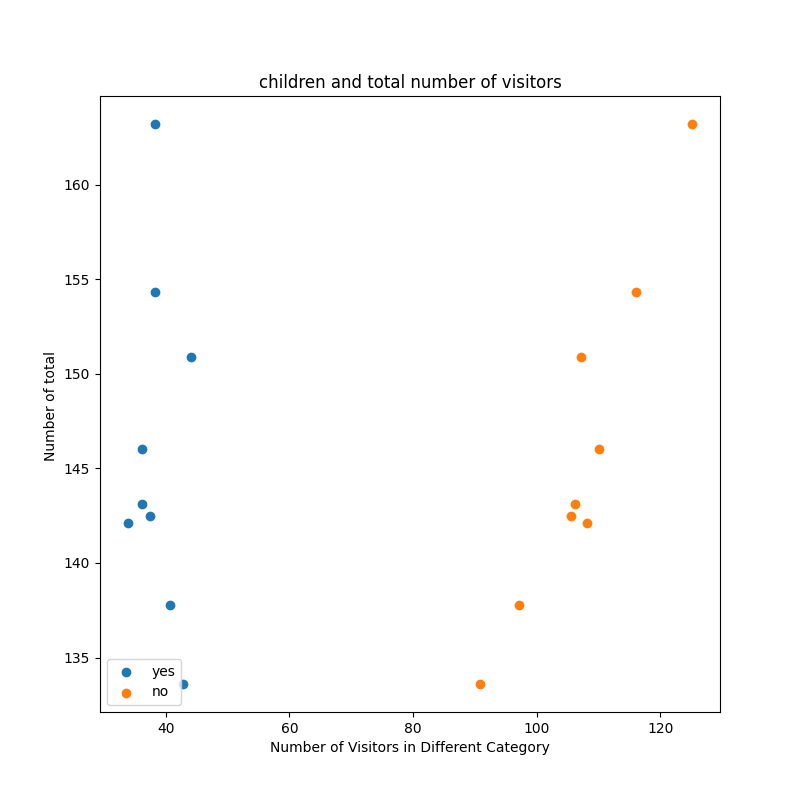 children and total number of visitors
Number of total
160
155
150
145
140
135
yes
no
40 60 80 100 120
Number of Visitors in Different Category